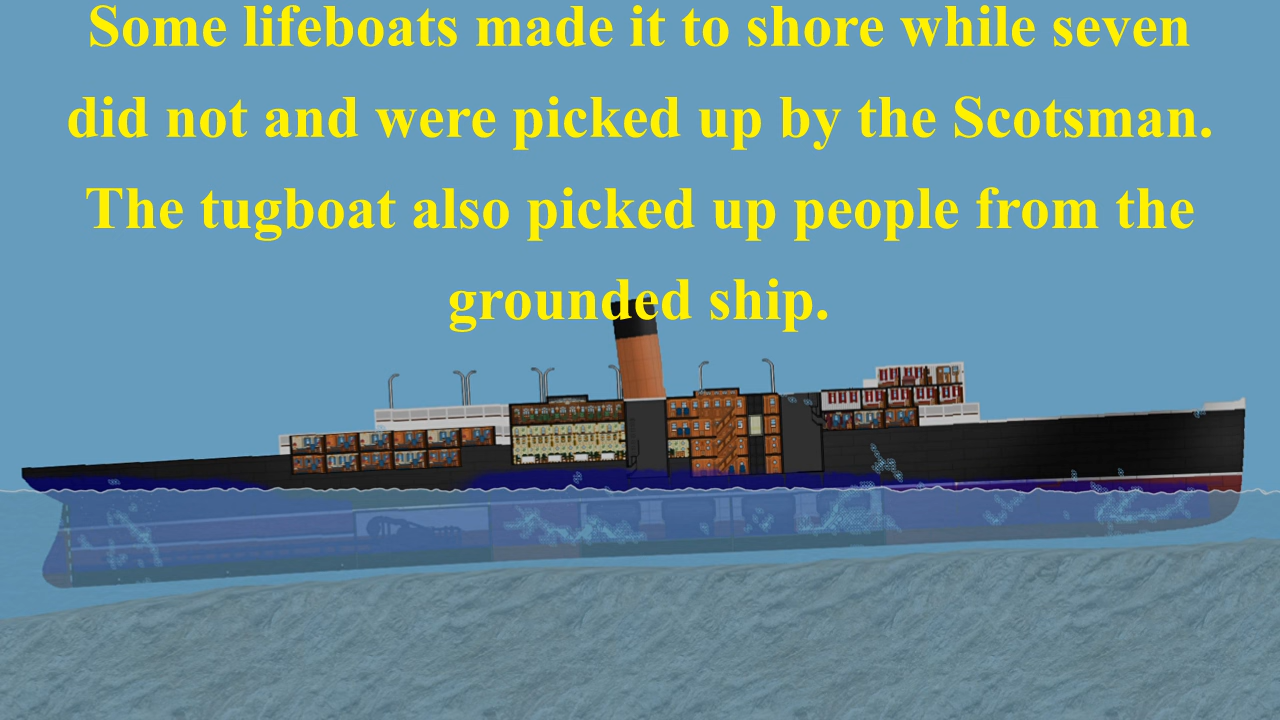 Some lifeboats made it to shore while seven
did not and were picked up by the Scotsman.
The tugboat also picked up people from the
grounded ship.